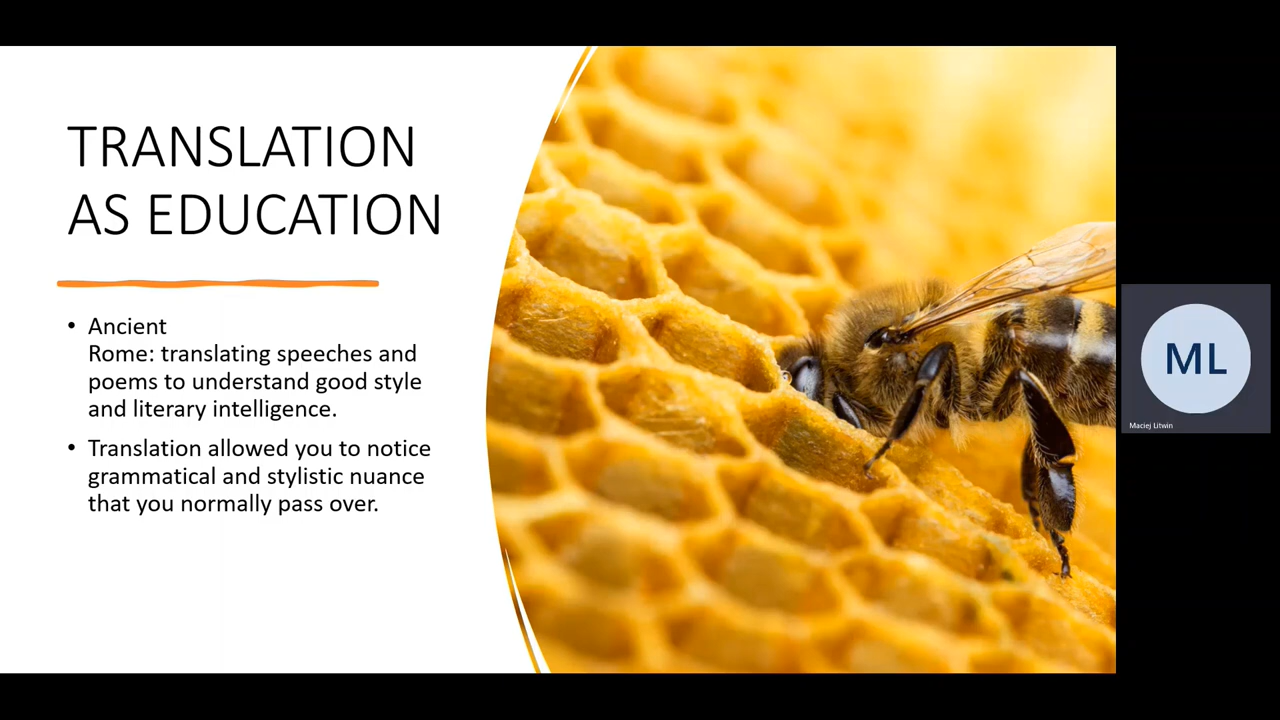 TRANSLATION
AS EDUCATION
• Ancient
Rome: translating speeches and
poems to understand good style
and literary intelligence.
• Translation allowed you to notice
grammatical and stylistic nuance
that you normally pass over.
ML
Maciej Litwin